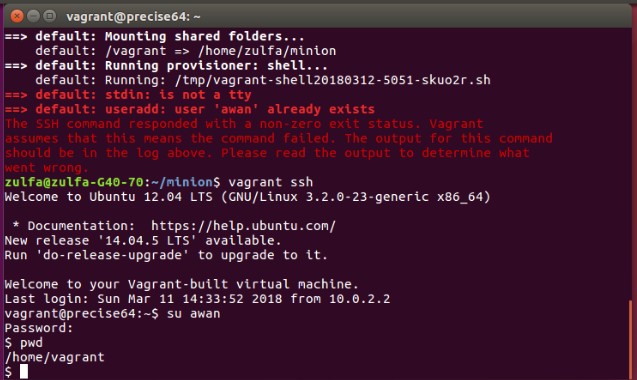 vagrant@precise64: ~
==> default: Mounting shared folders...
    default: /vagrant => /home/zulfa/minion
==> default: Running provisioner: shell...
    default: Running: /tmp/vagrant-shell20180312-5051-skuo2r.sh
==> default: stdin: is not a tty
==> default: useradd: user 'awan' already exists
The SSH command responded with a non-zero exit status. Vagrant
assumes that this means the command failed. The output for this command
should be in the log above. Please read the output to determine what
went wrong.
zulfa@zulfa-G40-70:~/minion$ vagrant ssh
Welcome to Ubuntu 12.04 LTS (GNU/Linux 3.2.0-23-generic x86_64)
 * Documentation:  https://help.ubuntu.com/
New release '14.04.5 LTS' available.
Run 'do-release-upgrade' to upgrade to it.
Welcome to your Vagrant-built virtual machine.
Last login: Sun Mar 11 14:33:52 2018 from 10.0.2.2
vagrant@precise64:~$ su awan
Password:
$ pwd
/home/vagrant
$